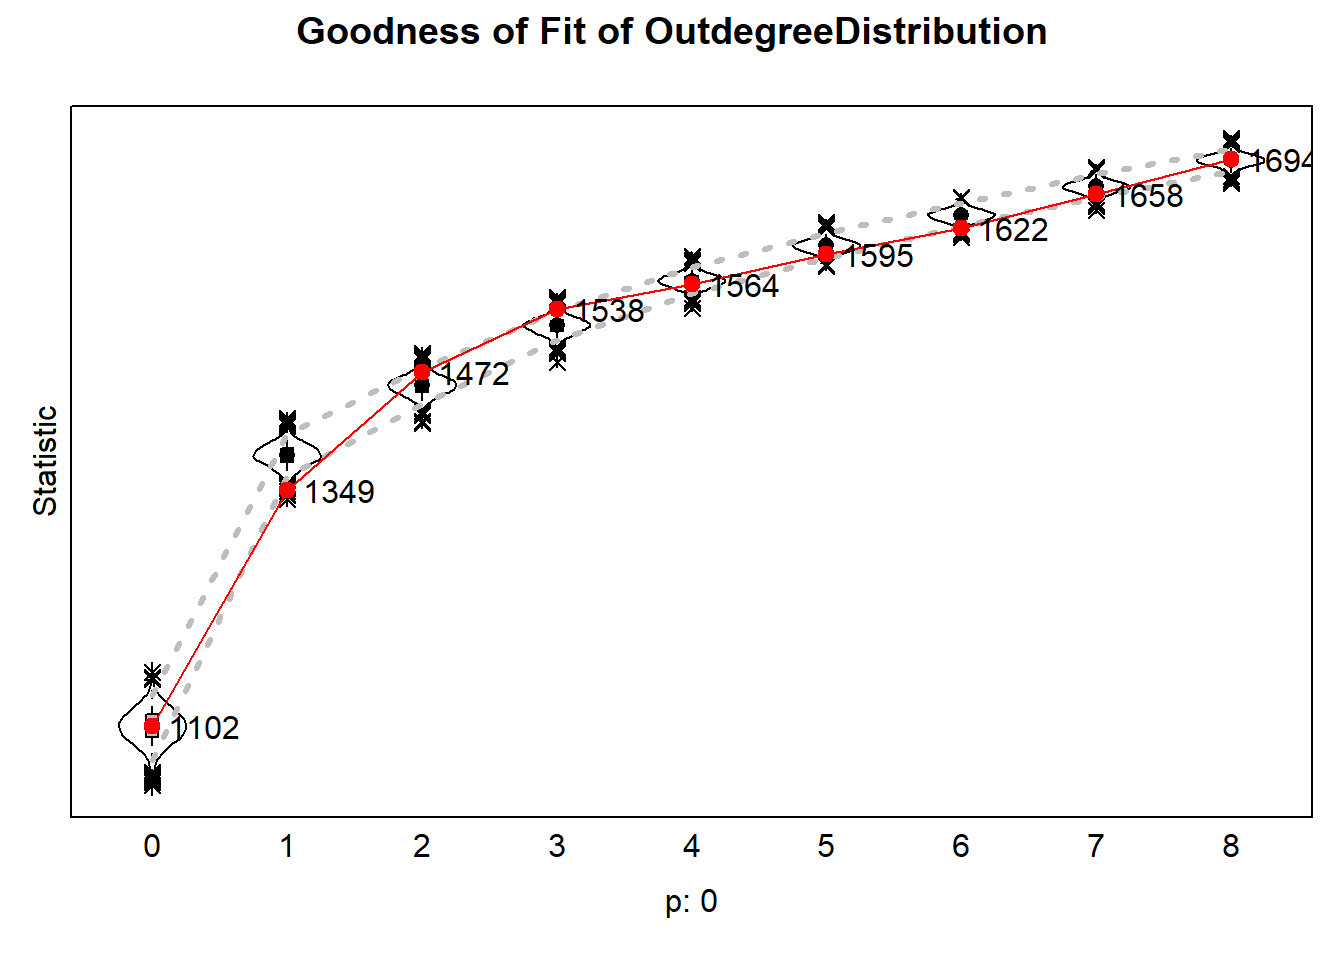 Goodness of Fit of OutdegreeDistribution
Statistic
1102
1349
1472
1538
1564
1595
1622
1658
1694
0 1 2 3 4 5 6 7 8
p: 0